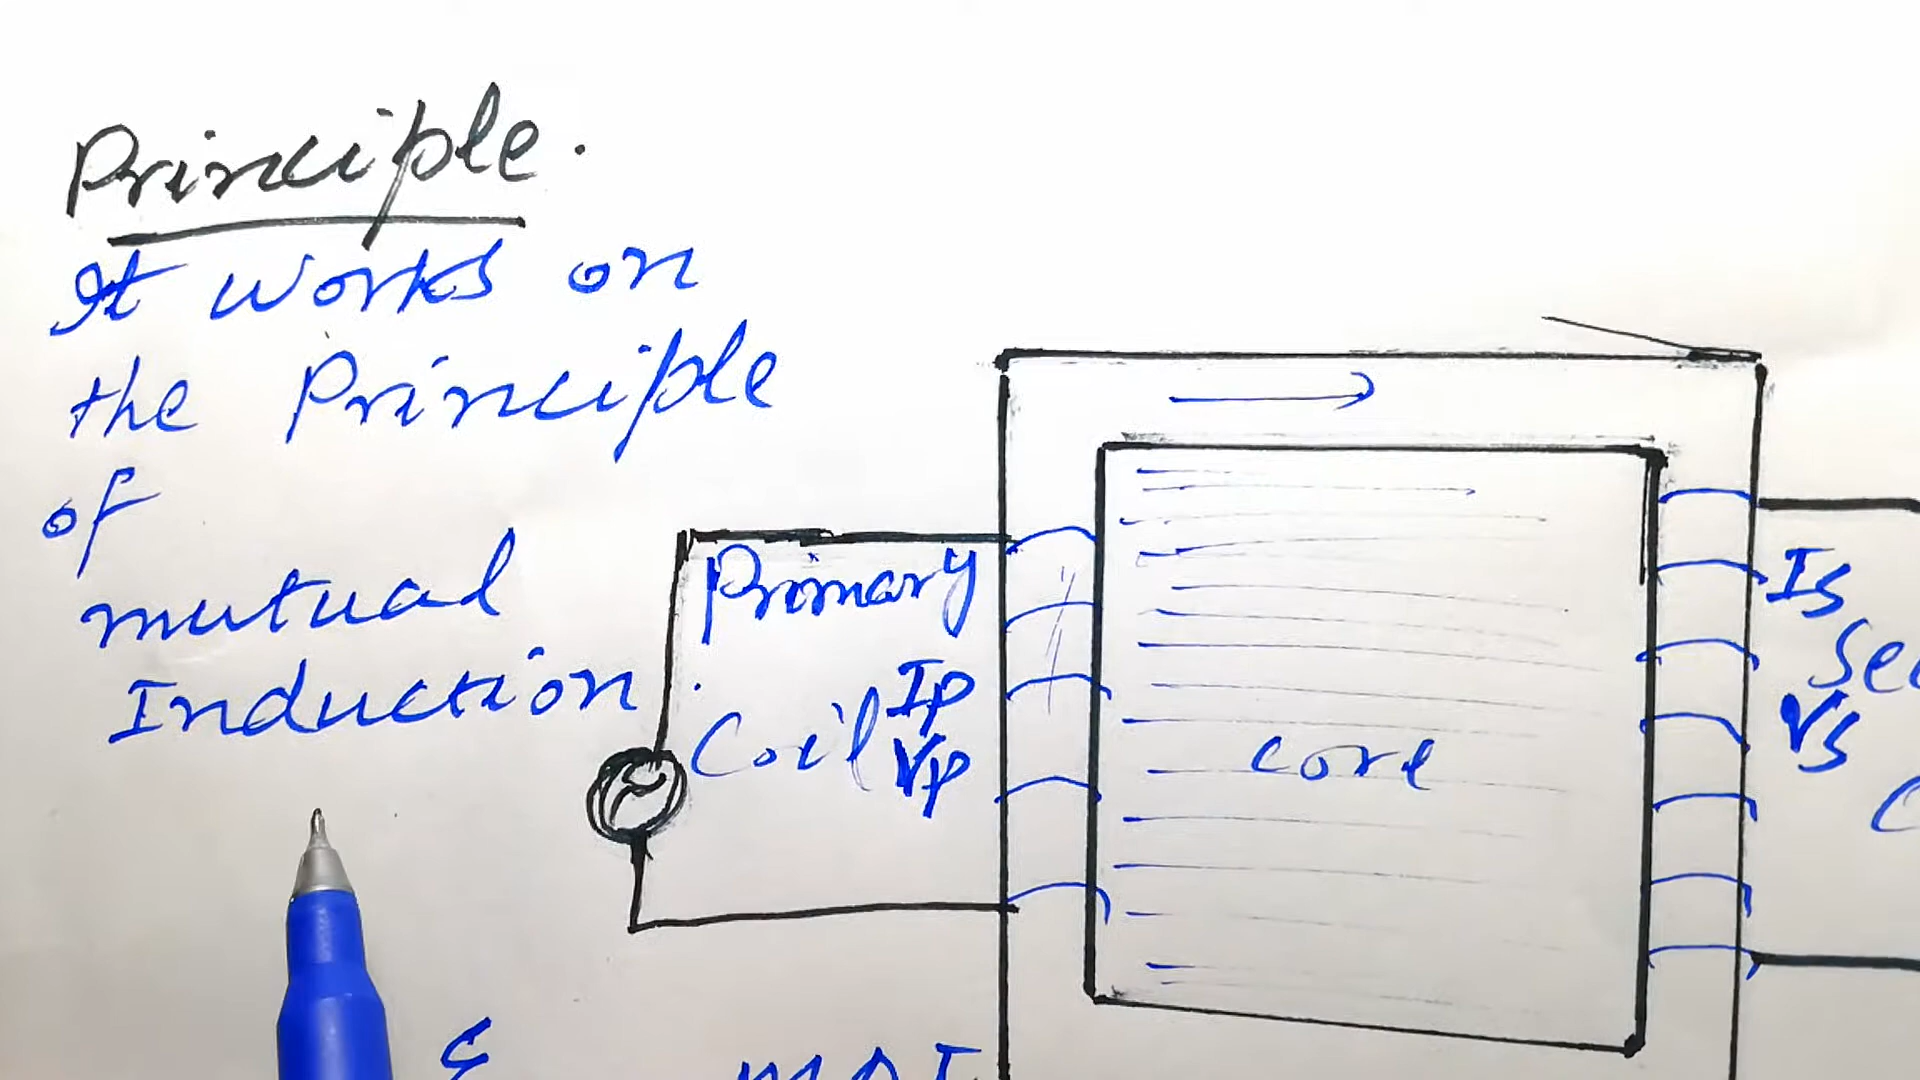 Principle.
It works on
the Principle
of
mutual
Induction.
Primary
Coil
Ip
Vp
core
Is
Vs